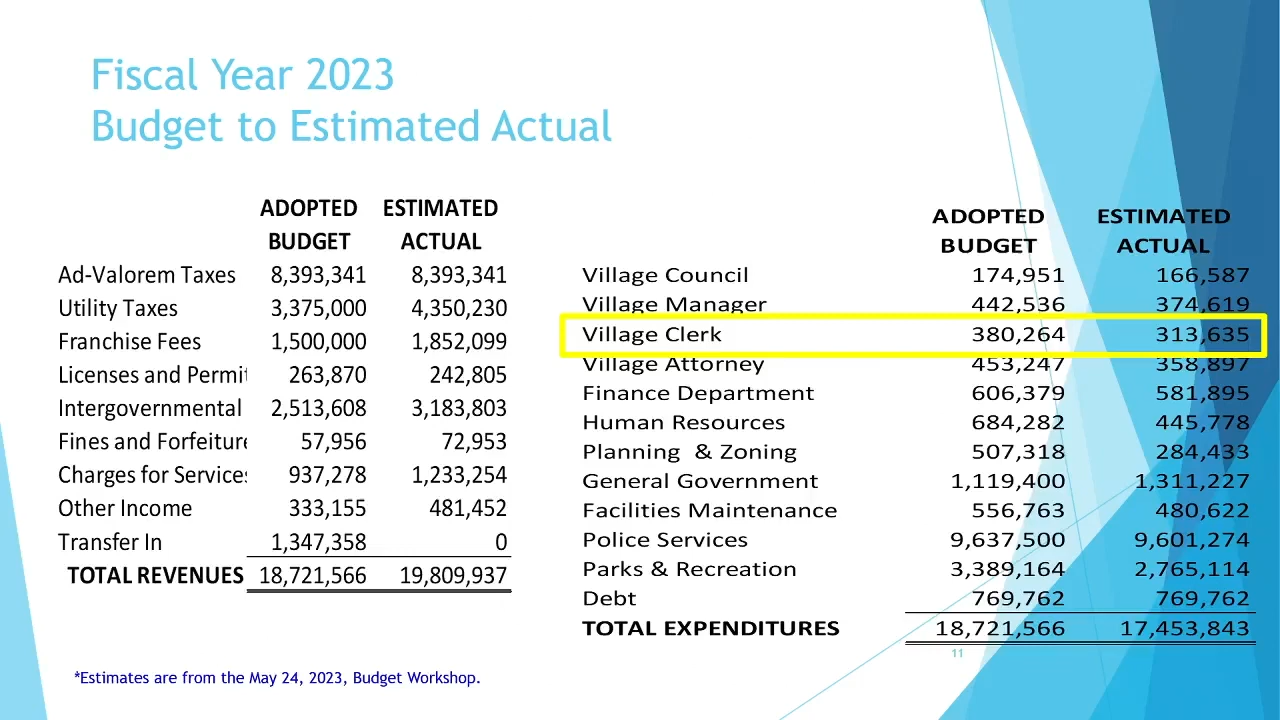 Fiscal Year 2023
Budget to Estimated Actual
ADOPTED ESTIMATED
BUDGET ACTUAL
Ad-Valorem Taxes 8,393,341 8,393,341
Utility Taxes 3,375,000 4,350,230
Franchise Fees 1,500,000 1,852,099
Licenses and Permit 263,870 242,805
Intergovernmental 2,513,608 3,183,803
Fines and Forfeiture 57,956 72,953
Charges for Services 937,278 1,233,254
Other Income 333,155 481,452
Transfer In 1,347,358 0
TOTAL REVENUES 18,721,566 19,809,937
ADOPTED ESTIMATED
BUDGET ACTUAL
Village Council 174,951 166,587
Village Manager 442,536 374,619
Village Clerk 380,264 313,635
Village Attorney 453,247 358,897
Finance Department 606,379 581,895
Human Resources 684,282 445,778
Planning & Zoning 507,318 284,433
General Government 1,119,400 1,311,227
Facilities Maintenance 556,763 480,622
Police Services 9,637,500 9,601,274
Parks & Recreation 3,389,164 2,765,114
Debt 769,762 769,762
TOTAL EXPENDITURES 18,721,566 17,453,843
11
*Estimates are from the May 24, 2023, Budget Workshop.